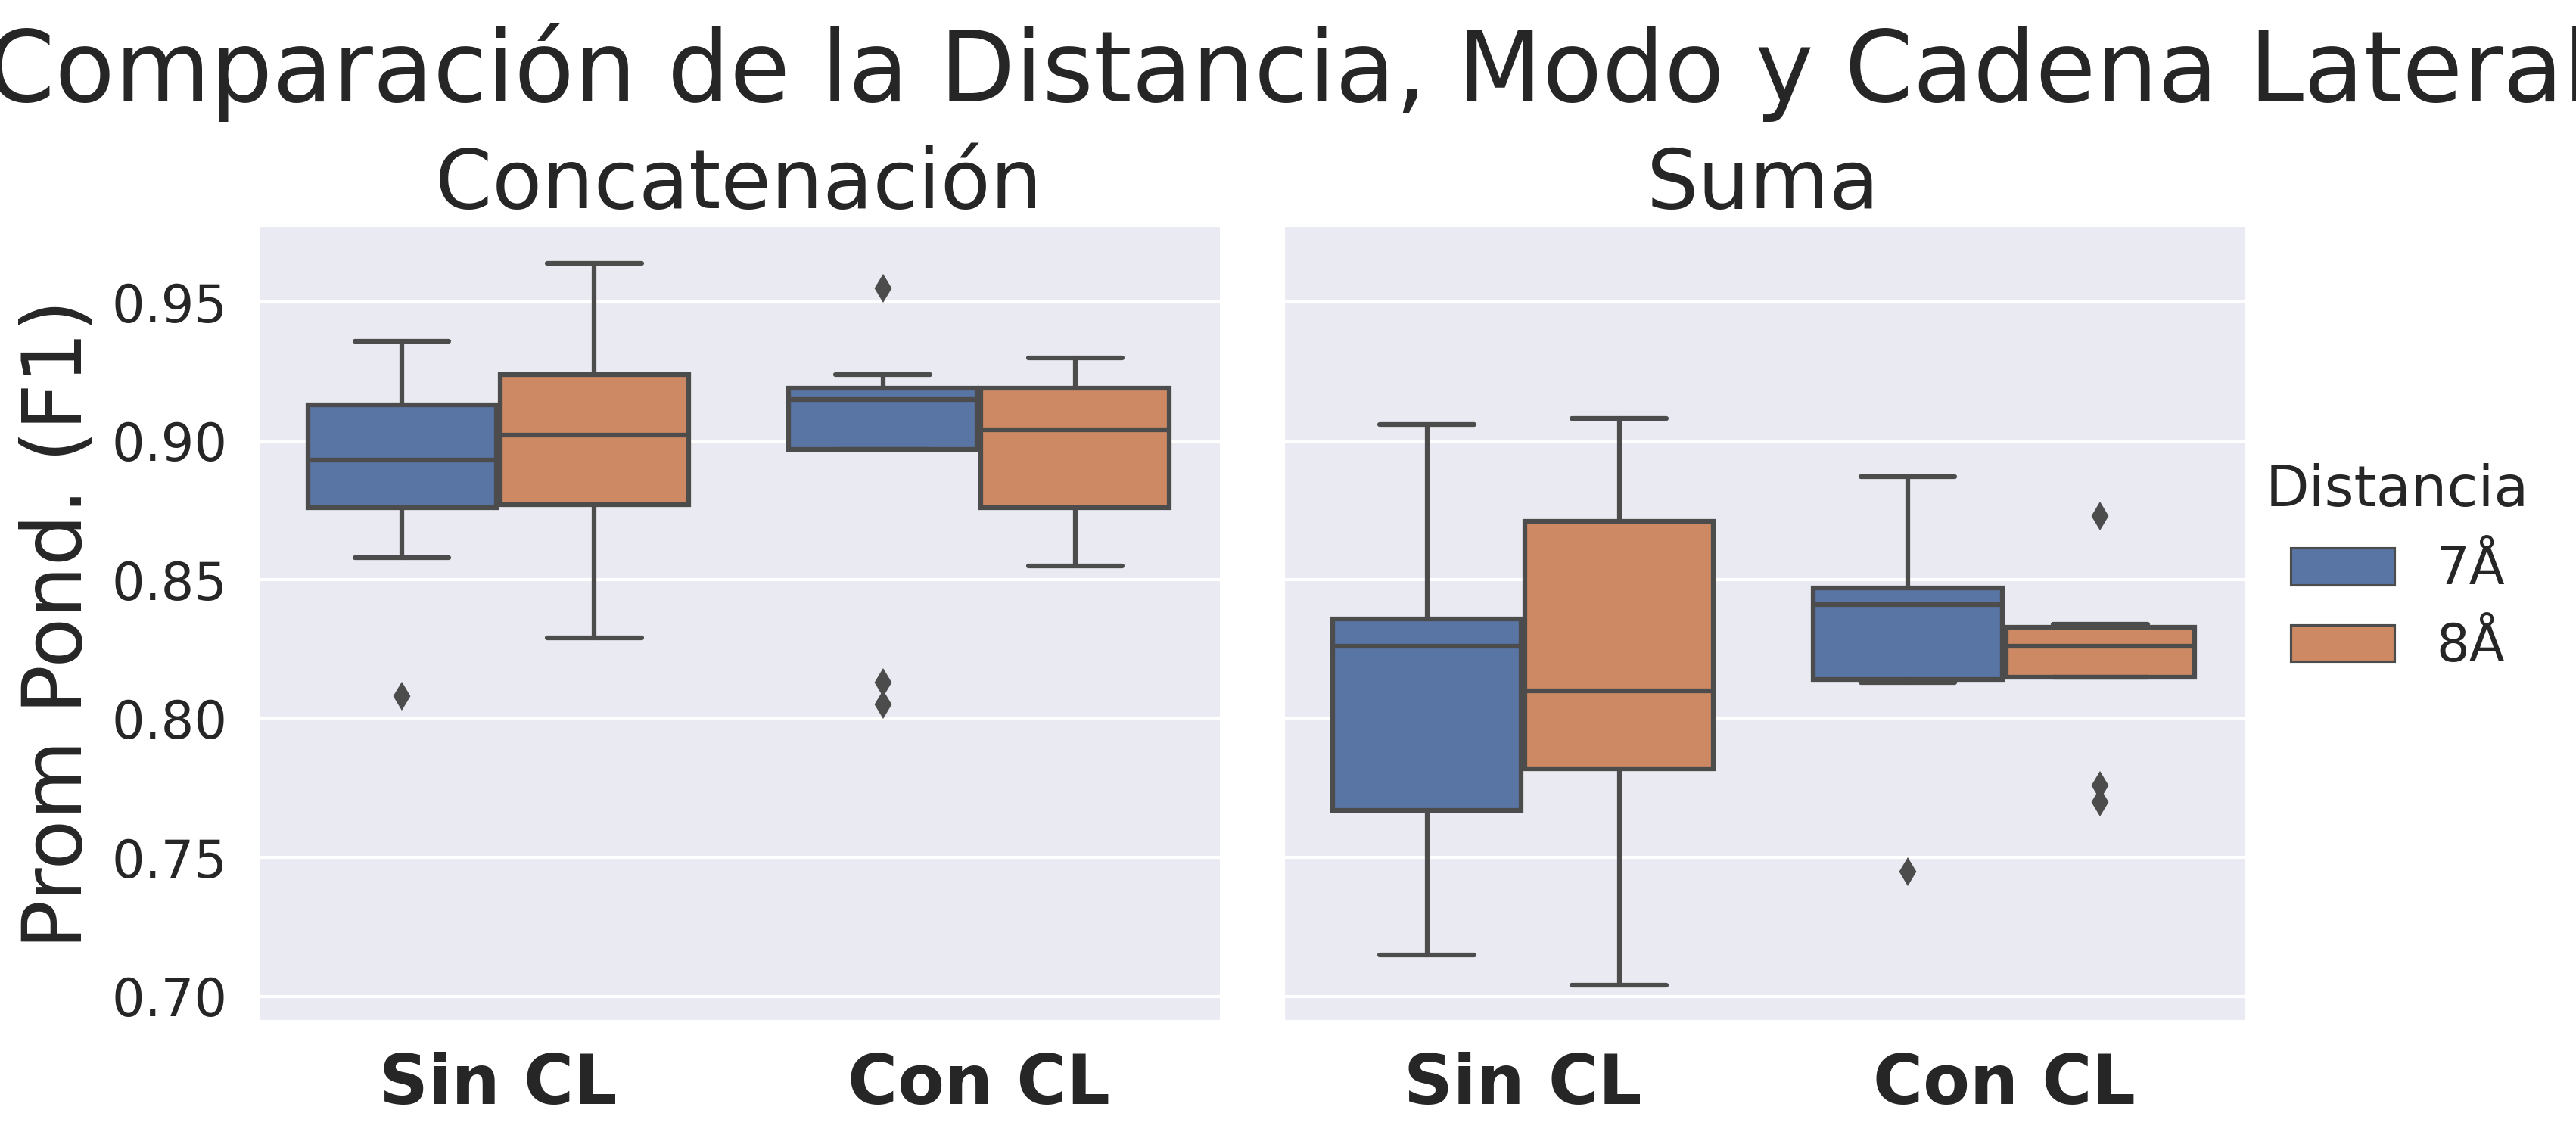 Comparación de la Distancia, Modo y Cadena Lateral
Concatenación
Suma
Prom Pond. (F1)
0.95
0.90
0.85
0.80
0.75
0.70
Sin CL
Con CL
Sin CL
Con CL
Distancia
7Å
8Å